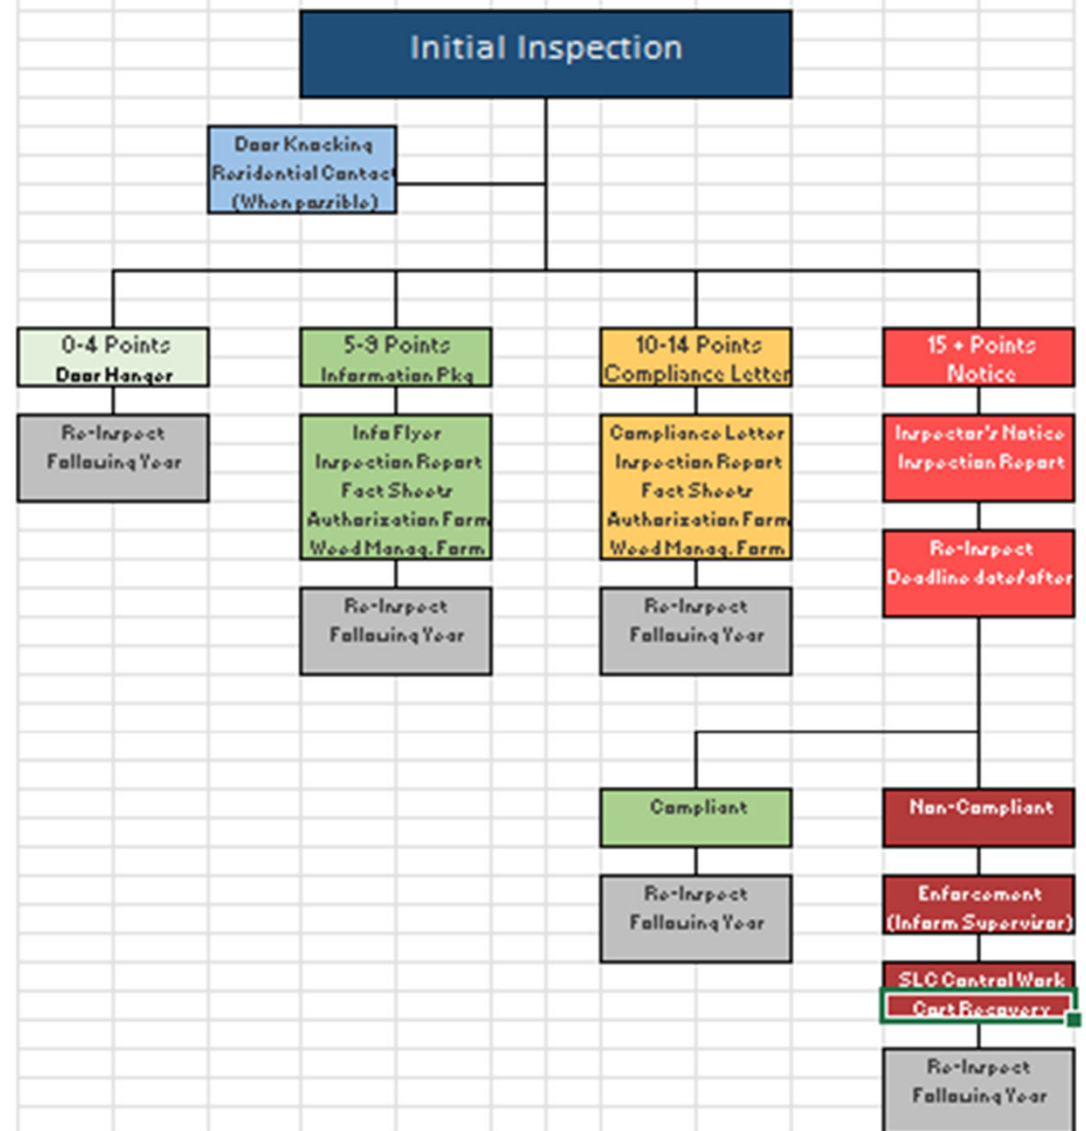 Initial Inspection
Door Knocking
Residential Contact
(When possible)
0-4 Points
Door Hanger
5-9 Points
Information Pkg
10-14 Points
Compliance Letter
15 + Points
Notice
Re-Inspect
Following Year
Info Flyer
Inspection Report
Fact Sheets
Authorization Form
Weed Manag. Form
Compliance Letter
Inspection Report
Fact Sheets
Authorization Form
Weed Manag. Form
Inspector's Notice
Inspection Report
Re-Inspect
Deadline date/after
Re-Inspect
Following Year
Re-Inspect
Following Year
Compliant
Non-Compliant
Re-Inspect
Following Year
Enforcement
(Inform Supervisor)
SLC Control Work
Cost Recovery
Re-Inspect
Following Year